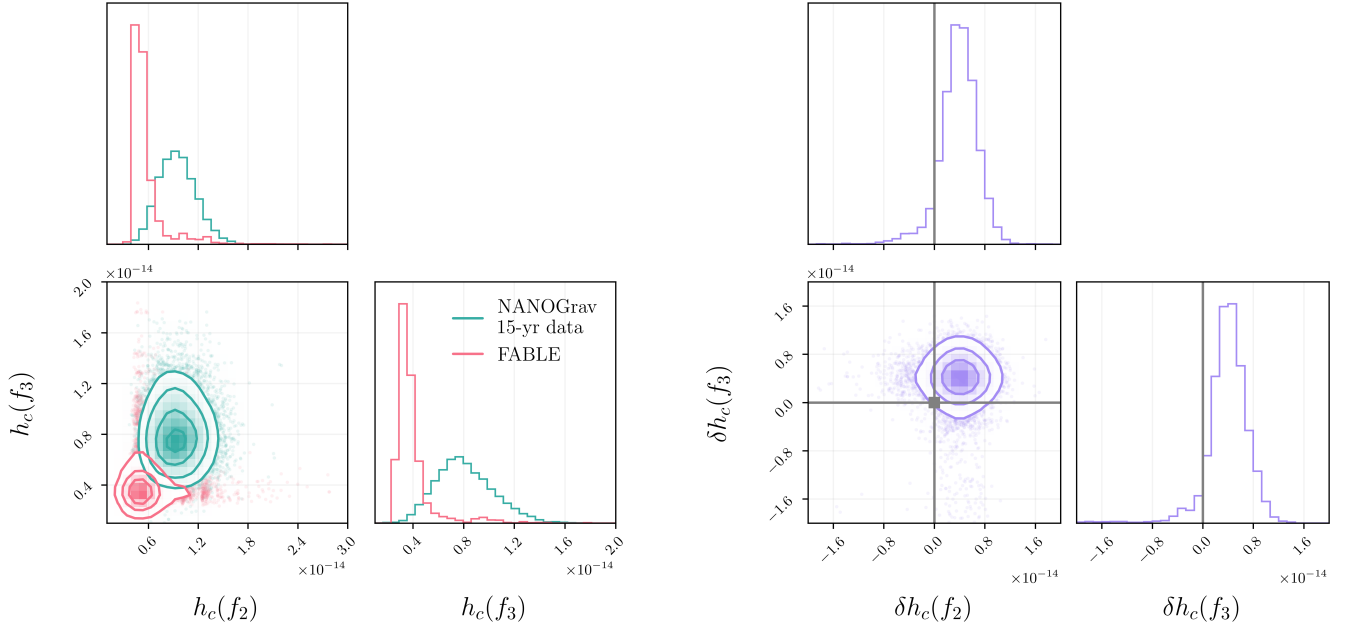 ×10⁻¹⁴
2.0
1.6
1.2
0.8
0.4
h_c(f_3)
0.6 1.2 1.8 2.4 3.0
×10⁻¹⁴
h_c(f_2)
NANOGrav
15-yr data
FABLE
0.4 0.8 1.2 1.6 2.0
×10⁻¹⁴
h_c(f_3)
×10⁻¹⁴
1.6
0.8
0.0
−0.8
−1.6
δh_c(f_3)
−1.6 −0.8 0.0 0.8 1.6
×10⁻¹⁴
δh_c(f_2)
−1.6 −0.8 0.0 0.8 1.6
×10⁻¹⁴
δh_c(f_3)